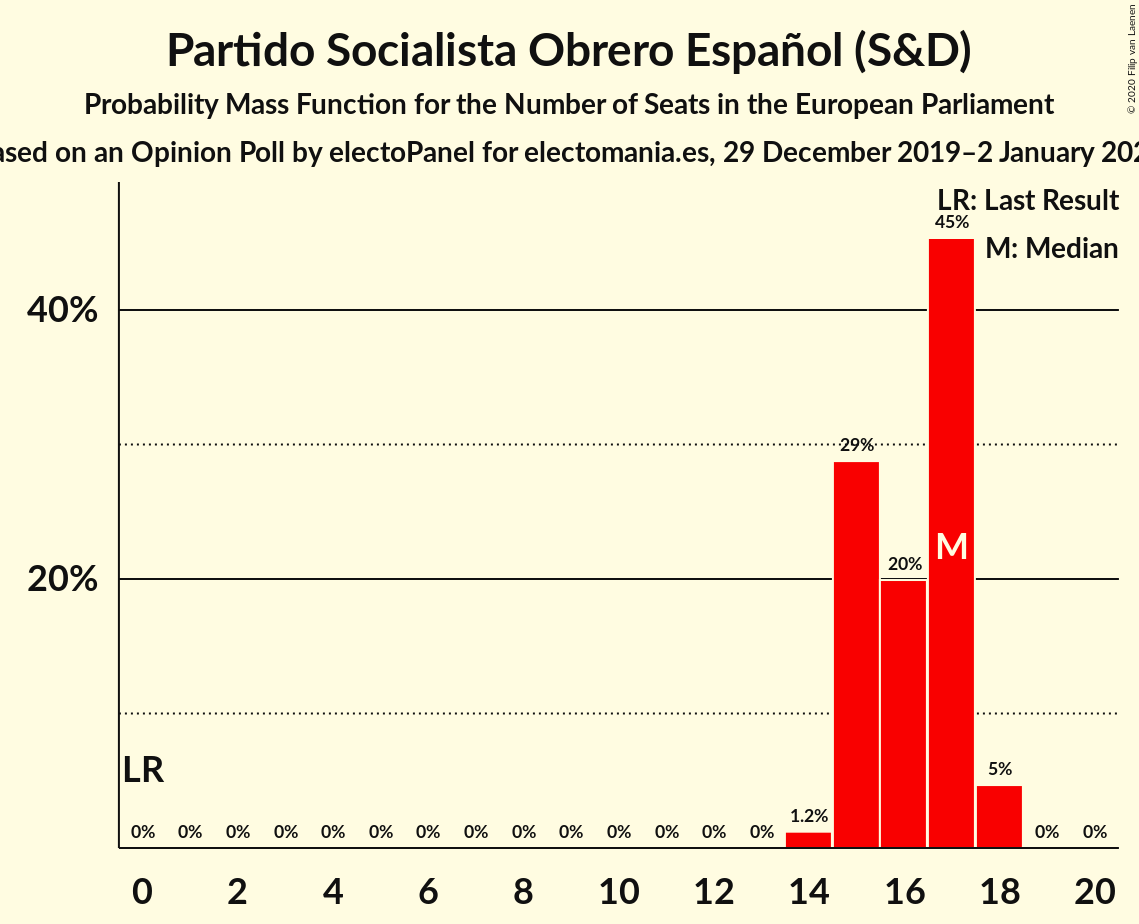 Partido Socialista Obrero Español (S&D)
Probability Mass Function for the Number of Seats in the European Parliament
on an Opinion Poll by electoPanel for electomania.es, 29 December 2019–2 January
© 2020 Filip van Laenen
LR: Last Result
M: Median
45%
40%
29%
M
20%
20%
LR
5%
1.2%
0% 0% 0% 0% 0% 0% 0% 0% 0% 0% 0% 0% 0% 0% 0% 0%
0 2 4 6 8 10 12 14 16 18 20